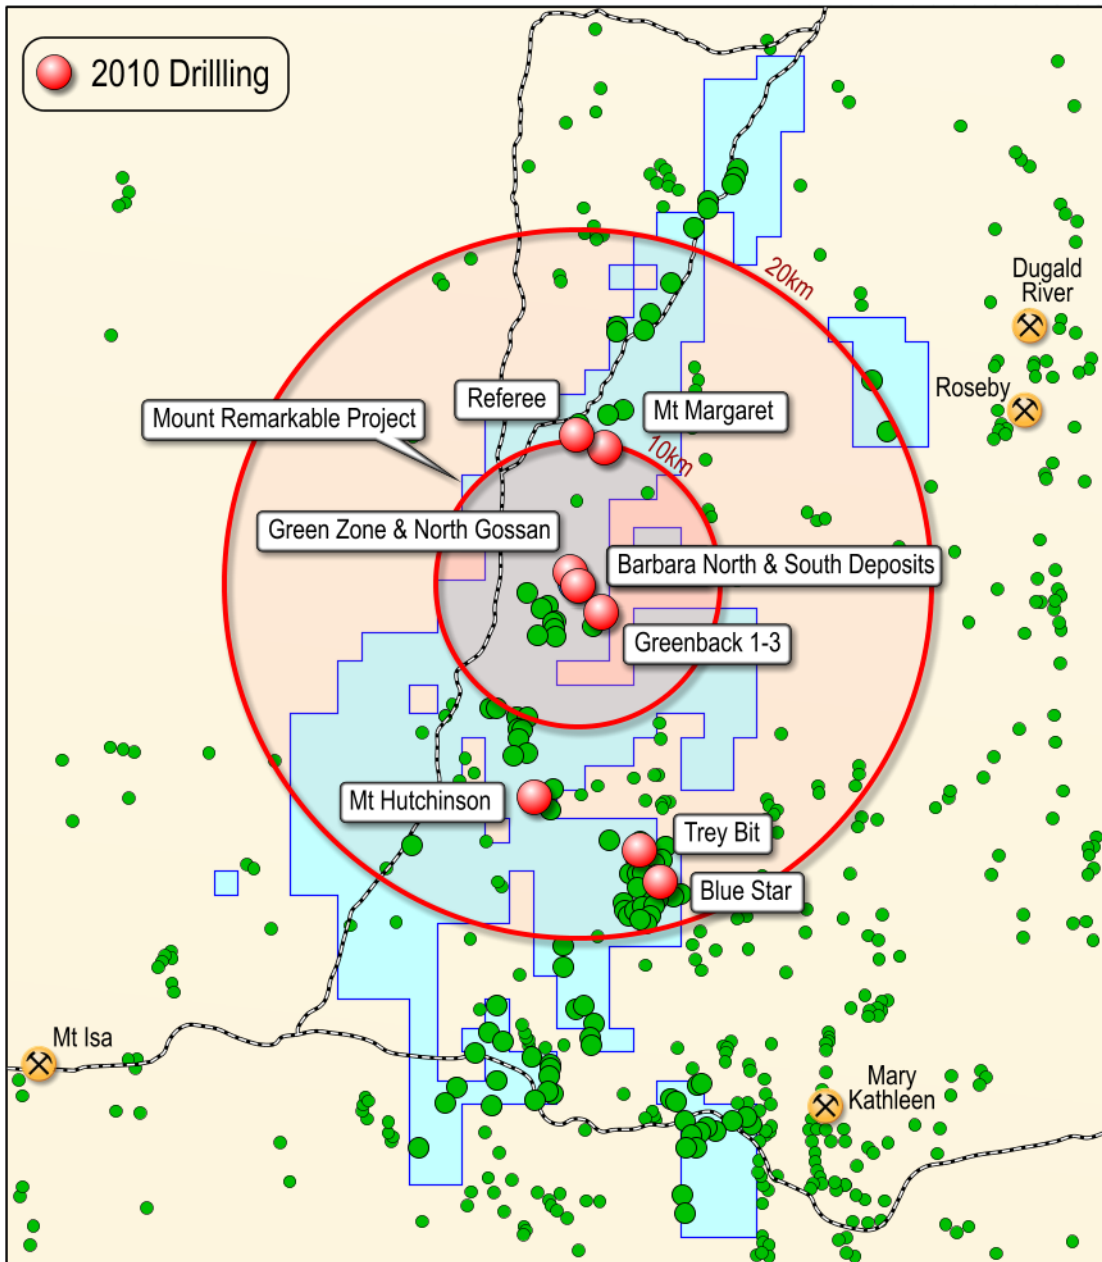 2010 Drillling
20km
Dugald
River
Roseby
Referee
Mt Margaret
Mount Remarkable Project
10km
Green Zone & North Gossan
Barbara North & South Deposits
Greenback 1-3
Mt Hutchinson
Trey Bit
Blue Star
Mt Isa
Mary
Kathleen